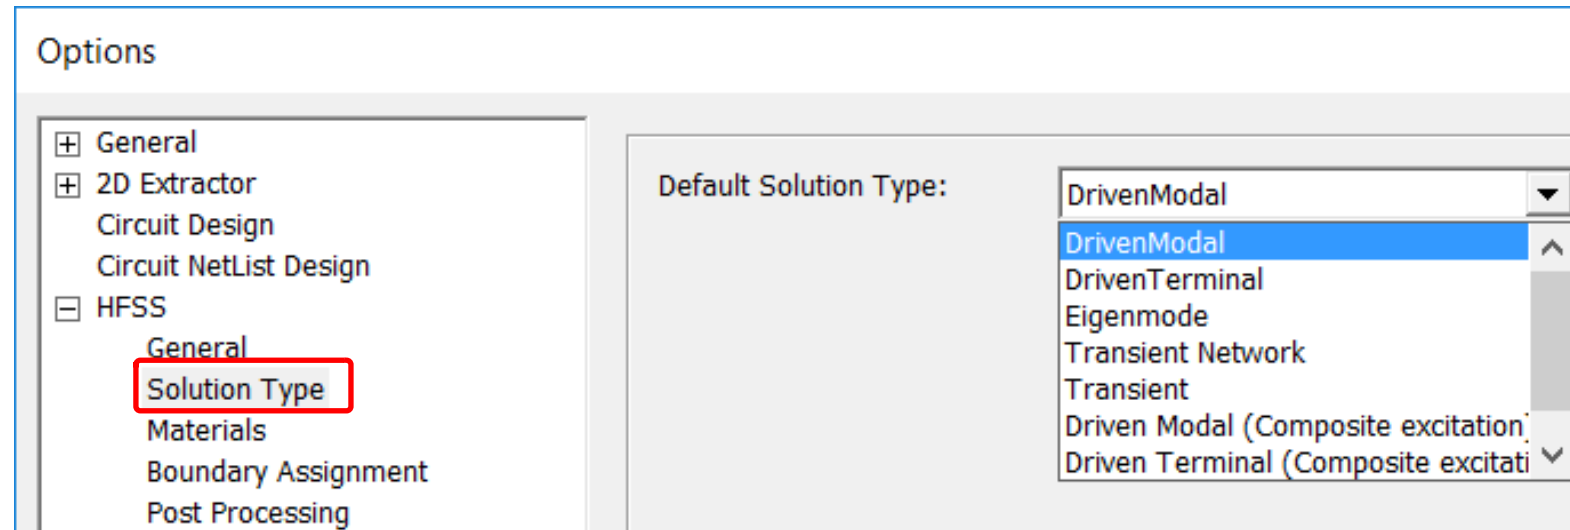 Options
General
2D Extractor
Circuit Design
Circuit NetList Design
HFSS
General
Solution Type
Materials
Boundary Assignment
Post Processing
Default Solution Type:
DrivenModal
DrivenModal
DrivenTerminal
Eigenmode
Transient Network
Transient
Driven Modal (Composite excitation)
Driven Terminal (Composite excitati